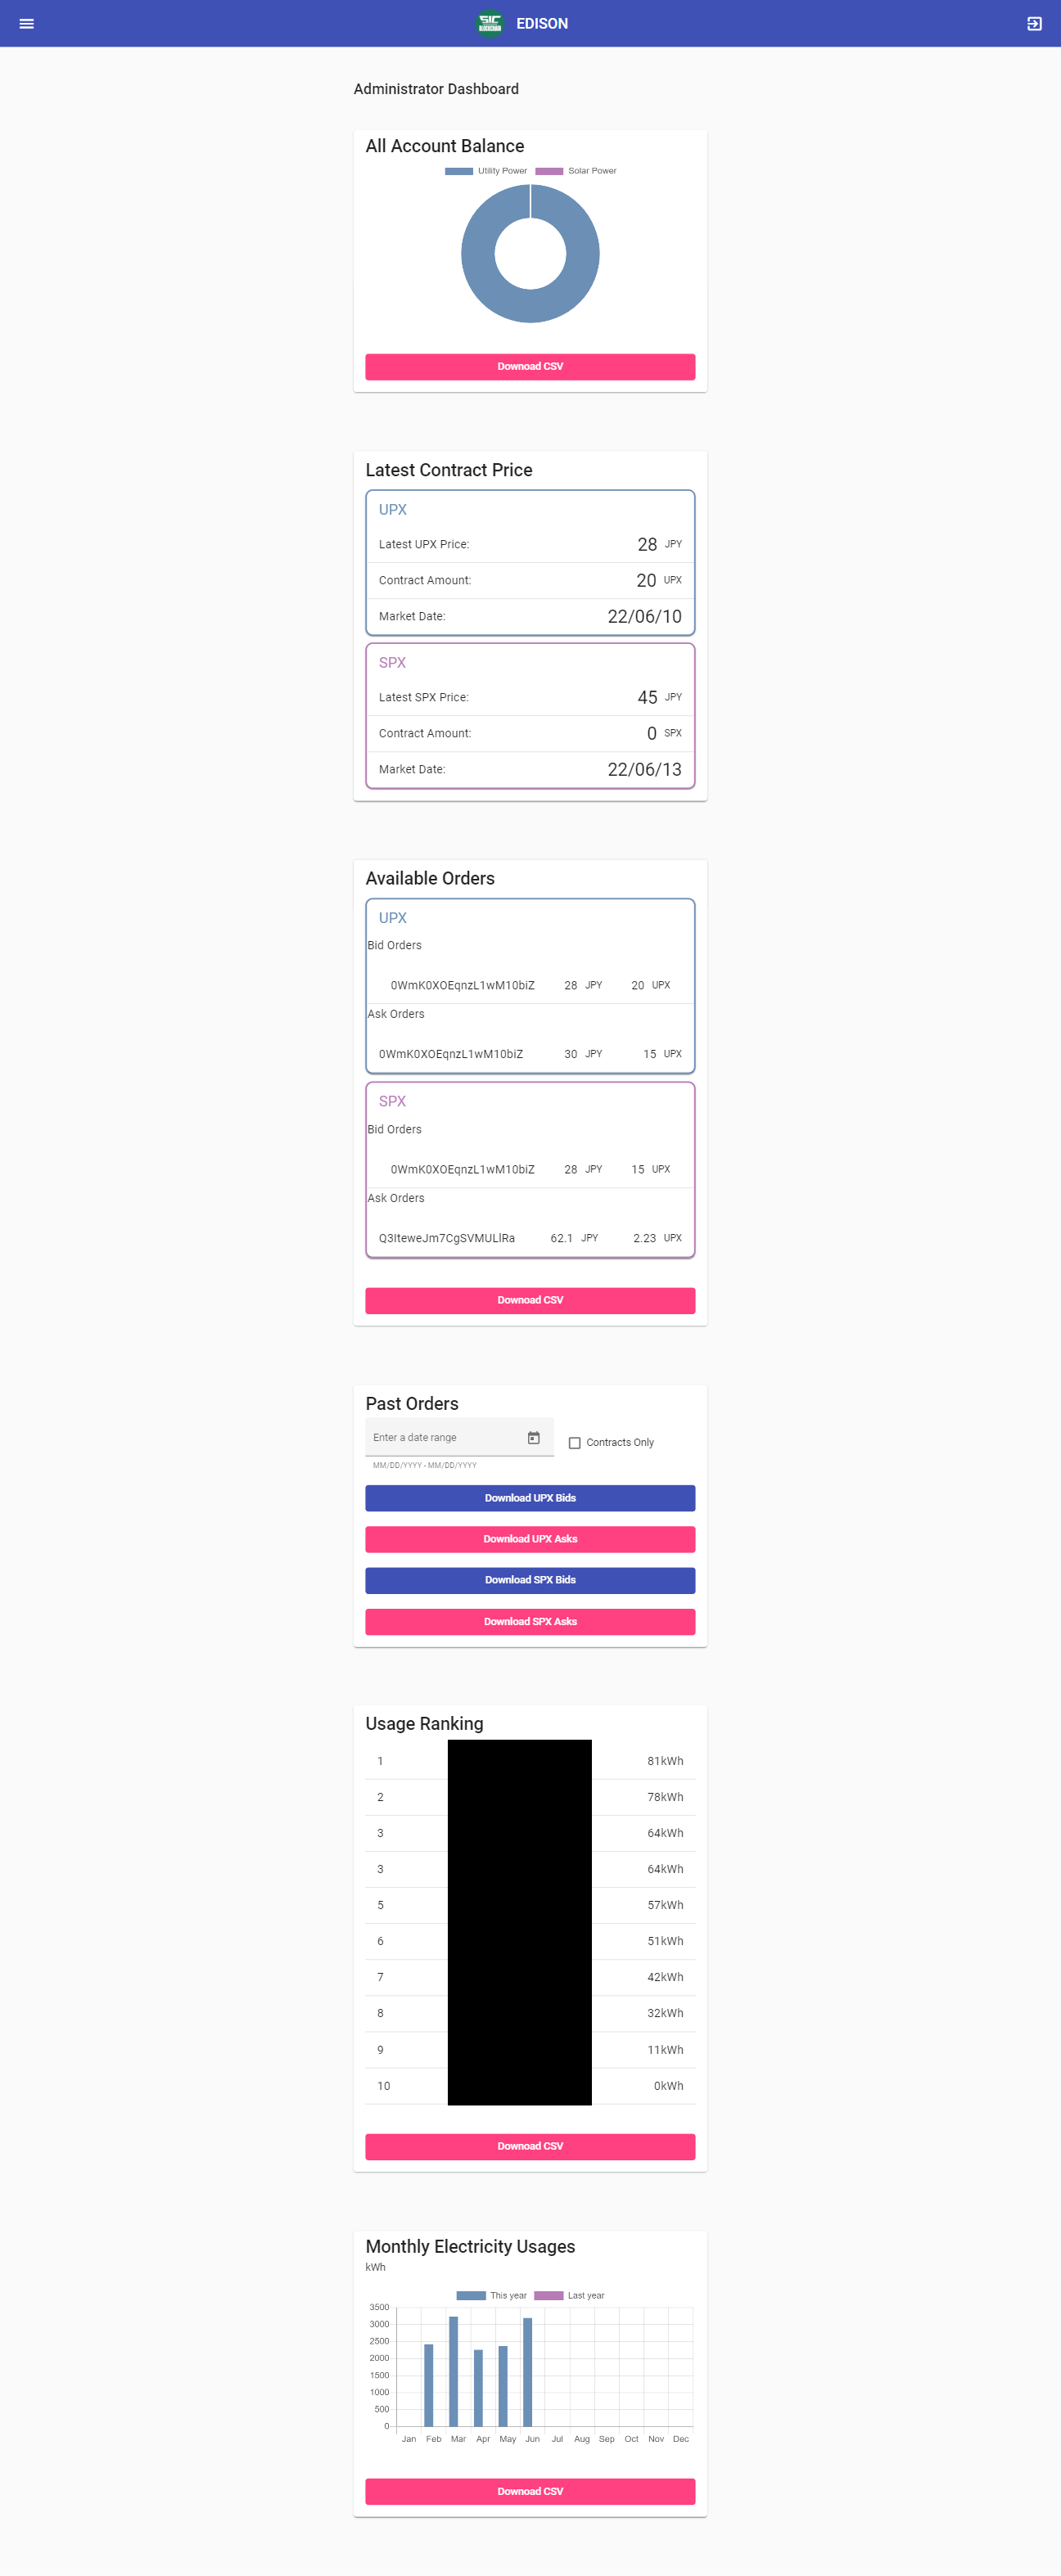 SIC
BLOCKCHAIN
EDISON
Administrator Dashboard
All Account Balance
Utility Power Solar Power
Downoad CSV
Latest Contract Price
UPX
Latest UPX Price: 28 JPY
Contract Amount: 20 UPX
Market Date: 22/06/10
SPX
Latest SPX Price: 45 JPY
Contract Amount: 0 SPX
Market Date: 22/06/13
Available Orders
UPX
Bid Orders
0WmK0XOEqnzL1wM10biZ 28 JPY 20 UPX
Ask Orders
0WmK0XOEqnzL1wM10biZ 30 JPY 15 UPX
SPX
Bid Orders
0WmK0XOEqnzL1wM10biZ 28 JPY 15 UPX
Ask Orders
Q3IteweJm7CgSVMULlRa 62.1 JPY 2.23 UPX
Downoad CSV
Past Orders
Enter a date range Contracts Only
MM/DD/YYYY - MM/DD/YYYY
Download UPX Bids
Download UPX Asks
Download SPX Bids
Download SPX Asks
Usage Ranking
1 81kWh
2 78kWh
3 64kWh
3 64kWh
5 57kWh
6 51kWh
7 42kWh
8 32kWh
9 11kWh
10 0kWh
Downoad CSV
Monthly Electricity Usages
kWh
This year Last year
3500
3000
2500
2000
1500
1000
500
0
Jan Feb Mar Apr May Jun Jul Aug Sep Oct Nov Dec
Downoad CSV